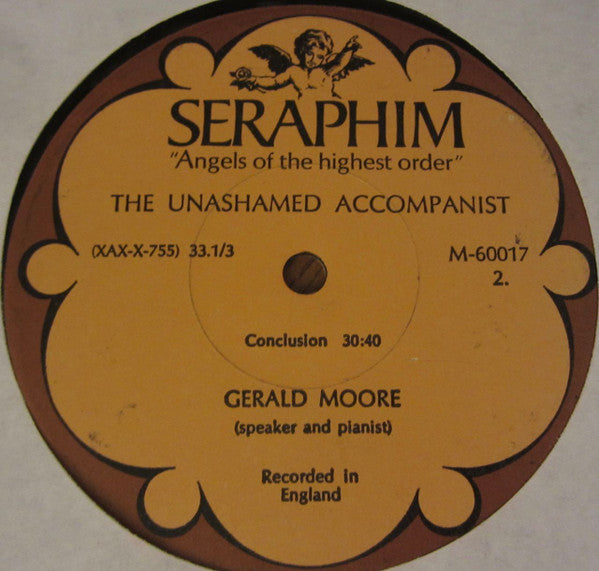 SERAPHIM
"Angels of the highest order"
THE UNASHAMED ACCOMPANIST
(XAX-X-755) 33.1/3 M-60017
2.
Conclusion 30:40
GERALD MOORE
(speaker and pianist)
Recorded in
England